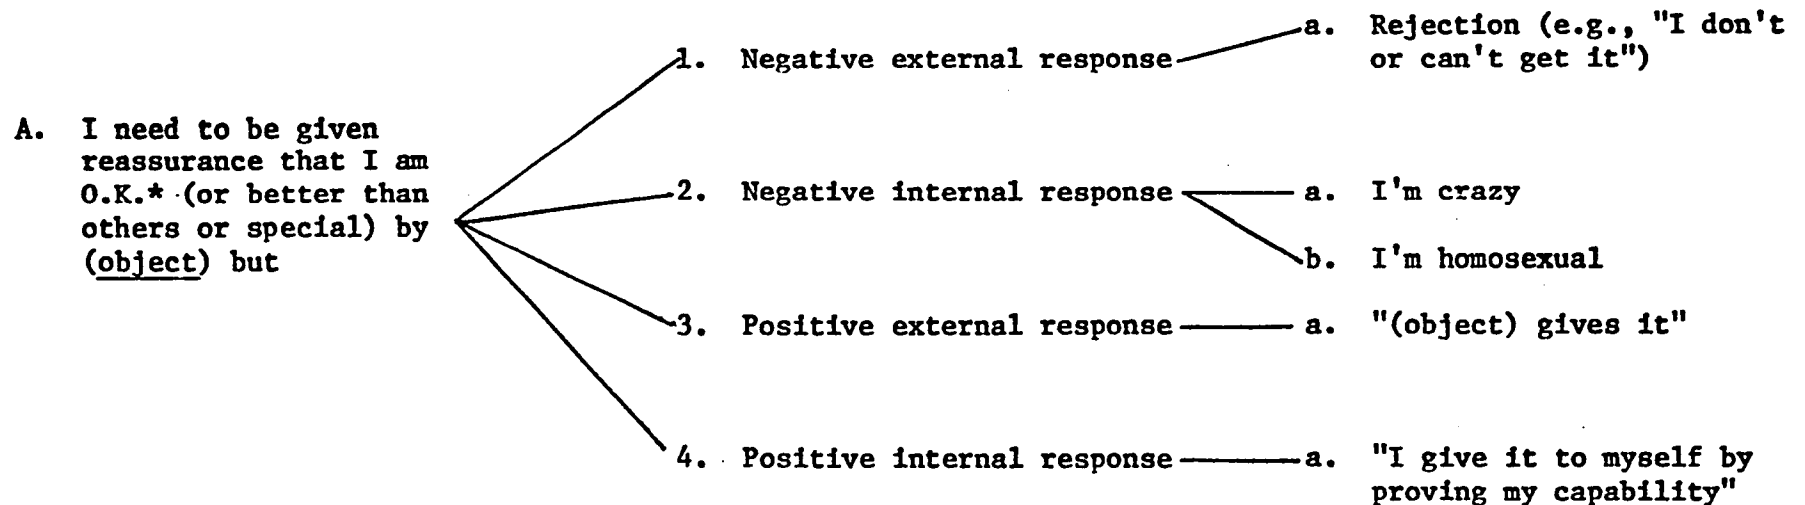 A. I need to be given
reassurance that I am
O.K.* (or better than
others or special) by
(object) but
1. Negative external response
a. Rejection (e.g., "I don't
or can't get it")
2. Negative internal response
a. I'm crazy
b. I'm homosexual
3. Positive external response
a. "(object) gives it"
4. Positive internal response
a. "I give it to myself by
proving my capability"